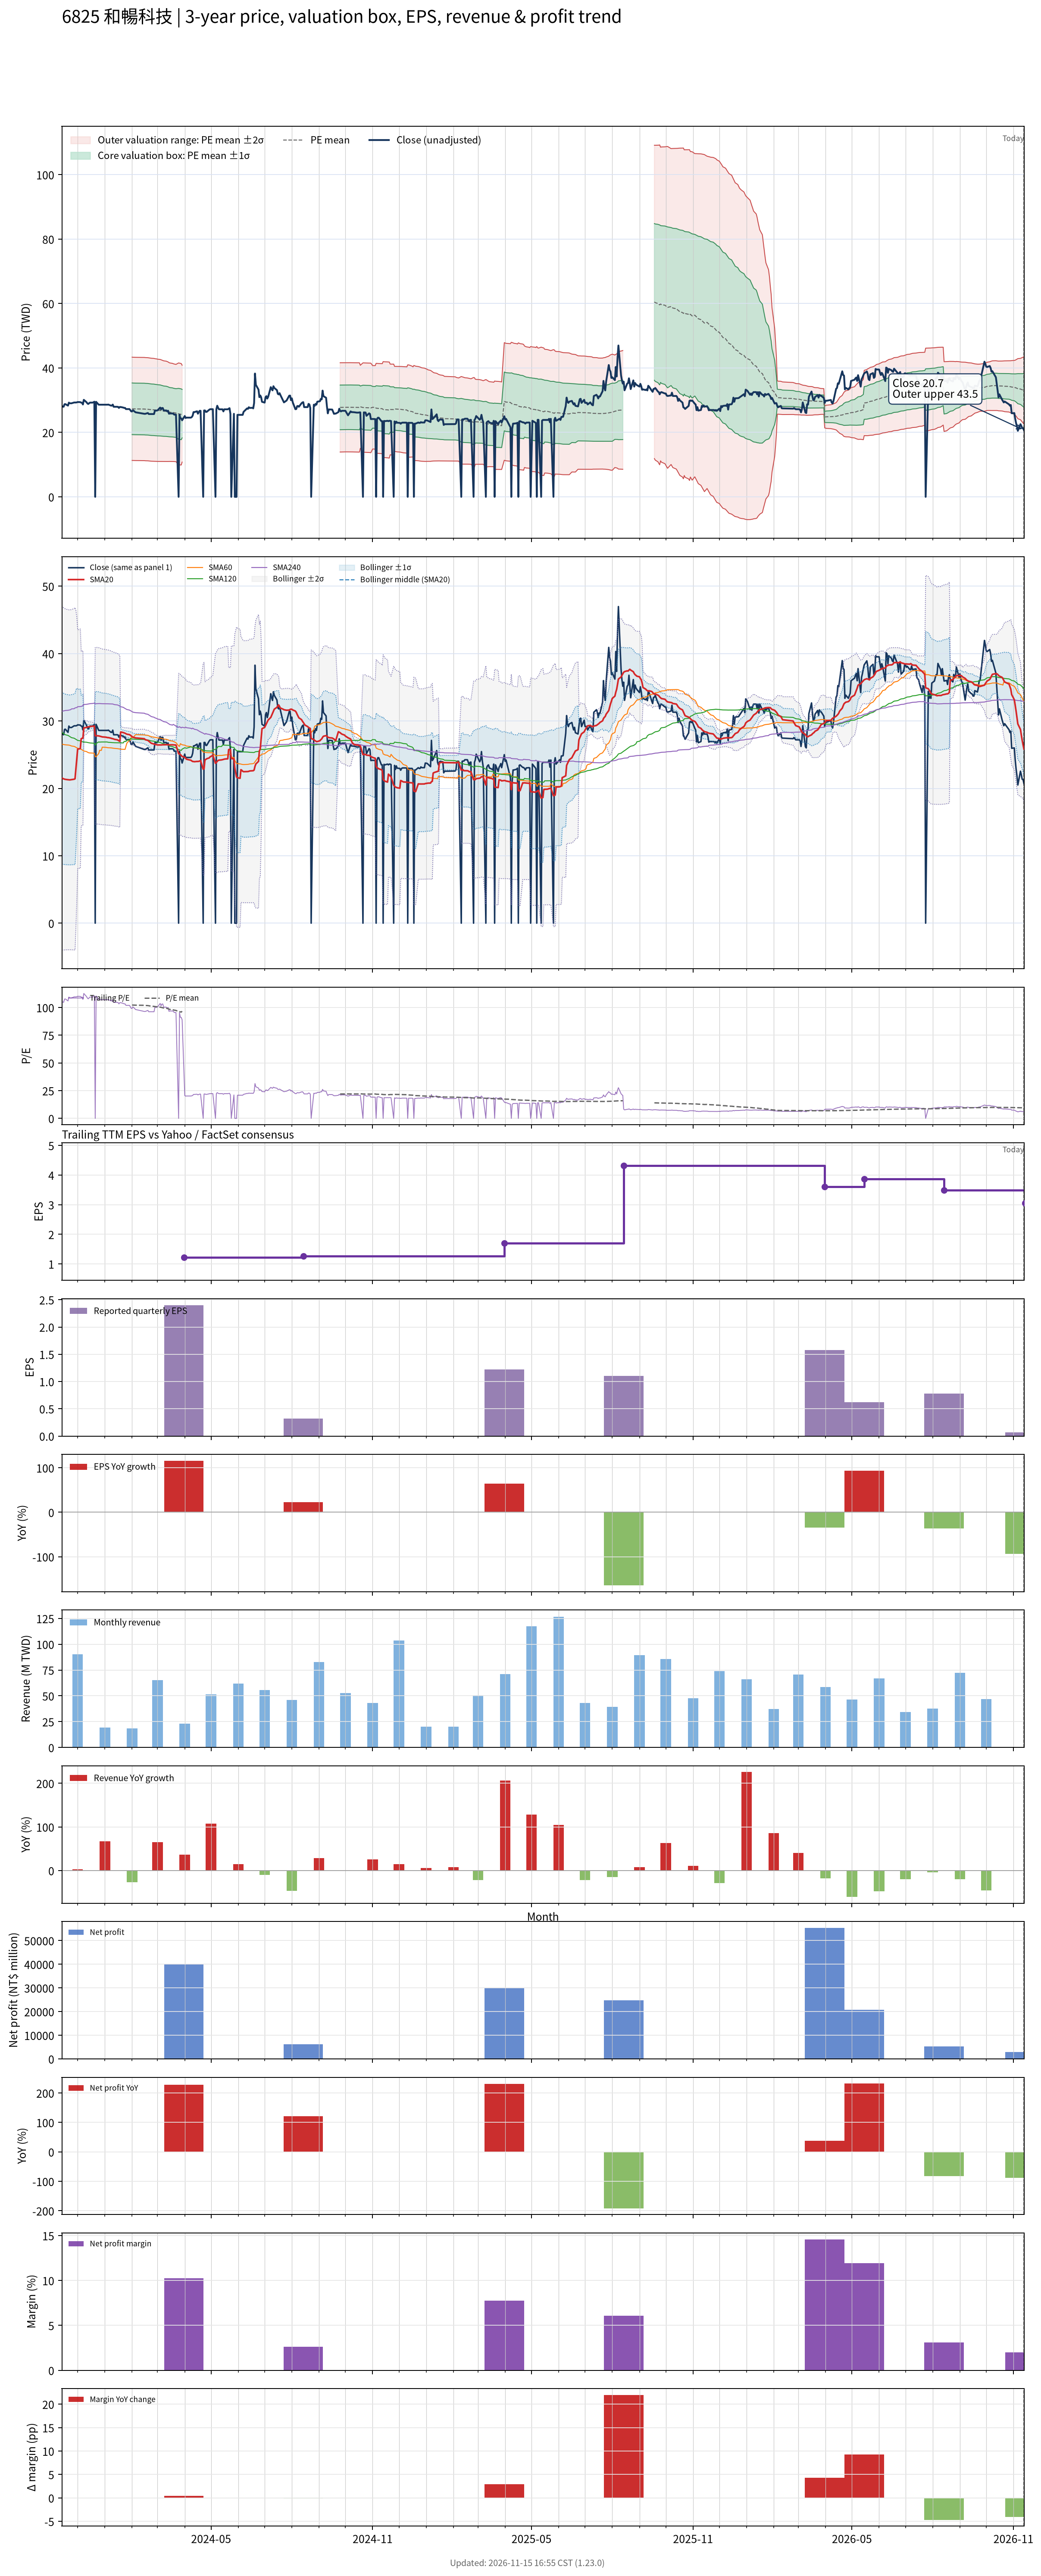 6825 和暢科技 | 3-year price, valuation box, EPS, revenue & profit trend
Outer valuation range: PE mean ±2σ
PE mean
Close (unadjusted)
Core valuation box: PE mean ±1σ
Today
100
80
60
40
20
0
Price (TWD)
Close 20.7
Outer upper 43.5
Close (same as panel 1)
SMA20
SMA60
SMA120
SMA240
Bollinger ±2σ
Bollinger ±1σ
Bollinger middle (SMA20)
50
40
30
20
10
0
Price
Trailing P/E
P/E mean
100
75
50
25
0
P/E
Trailing TTM EPS vs Yahoo / FactSet consensus
Today
5
4
3
2
1
EPS
Reported quarterly EPS
2.5
2.0
1.5
1.0
0.5
0.0
EPS
EPS YoY growth
100
0
-100
YoY (%)
Monthly revenue
125
100
75
50
25
0
Revenue (M TWD)
Revenue YoY growth
200
100
0
YoY (%)
Month
Net profit
50000
40000
30000
20000
10000
0
Net profit (NT$ million)
Net profit YoY
200
100
0
-100
-200
YoY (%)
Net profit margin
15
10
5
0
Margin (%)
Margin YoY change
20
15
10
5
0
-5
Δ margin (pp)
2024-05
2024-11
2025-05
2025-11
2026-05
2026-11
Updated: 2026-11-15 16:55 CST (1.23.0)